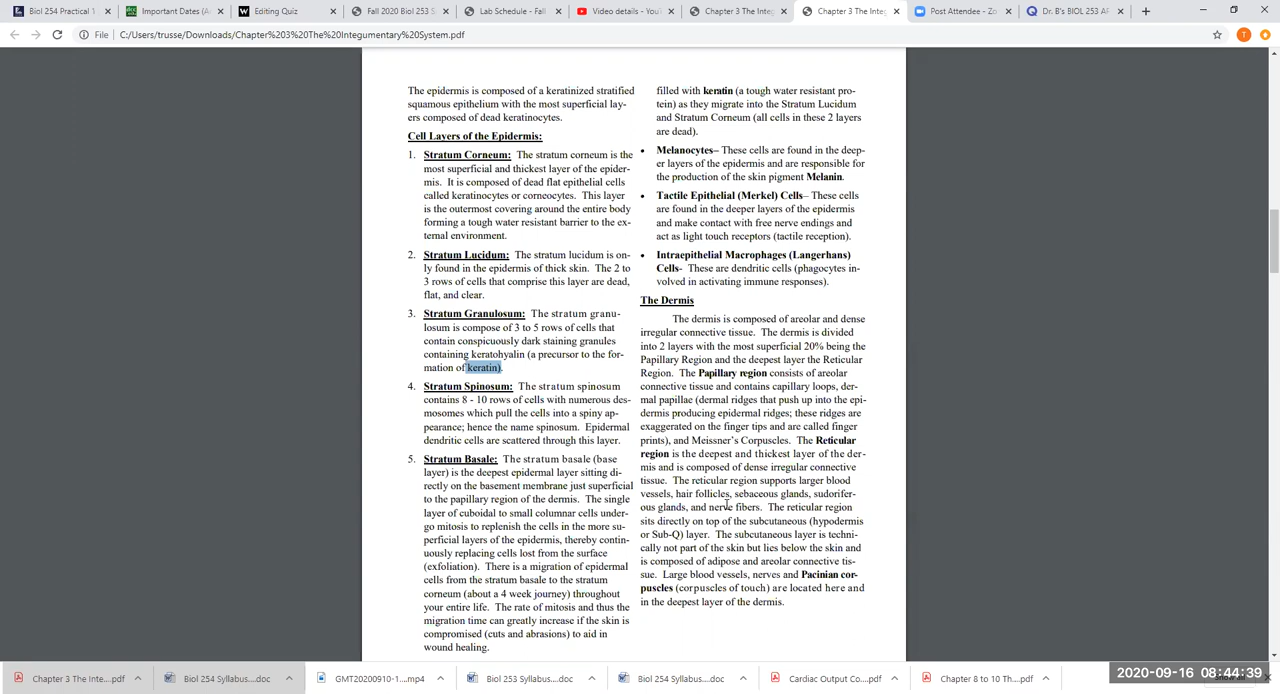 Biol 254 Practical 1
Important Dates (A
Editing Quiz
Fall 2020 Biol 253 S
Lab Schedule - Fall
Video details - You
Chapter 3 The Inte
Chapter 3 The Inte
Post Attendee - Zo
Dr. B's BIOL 253 AP
File
C:/Users/trusse/Downloads/Chapter%203%20The%20Integumentary%20System.pdf
T
The epidermis is composed of a keratinized stratified
squamous epithelium with the most superficial lay-
ers composed of dead keratinocytes.
Cell Layers of the Epidermis:
1. Stratum Corneum: The stratum corneum is the
most superficial and thickest layer of the epider-
mis. It is composed of dead flat epithelial cells
called keratinocytes or corneocytes. This layer
is the outermost covering around the entire body
forming a tough water resistant barrier to the ex-
ternal environment.
2. Stratum Lucidum: The stratum lucidum is on-
ly found in the epidermis of thick skin. The 2 to
3 rows of cells that comprise this layer are dead,
flat, and clear.
3. Stratum Granulosum: The stratum granu-
losum is compose of 3 to 5 rows of cells that
contain conspicuously dark staining granules
containing keratohyalin (a precursor to the for-
mation of keratin).
4. Stratum Spinosum: The stratum spinosum
contains 8 - 10 rows of cells with numerous des-
mosomes which pull the cells into a spiny ap-
pearance; hence the name spinosum. Epidermal
dendritic cells are scattered through this layer.
5. Stratum Basale: The stratum basale (base
layer) is the deepest epidermal layer sitting di-
rectly on the basement membrane just superficial
to the papillary region of the dermis. The single
layer of cuboidal to small columnar cells under-
go mitosis to replenish the cells in the more su-
perficial layers of the epidermis, thereby contin-
uously replacing cells lost from the surface
(exfoliation). There is a migration of epidermal
cells from the stratum basale to the stratum
corneum (about a 4 week journey) throughout
your entire life. The rate of mitosis and thus the
migration time can greatly increase if the skin is
compromised (cuts and abrasions) to aid in
wound healing.
filled with keratin (a tough water resistant pro-
tein) as they migrate into the Stratum Lucidum
and Stratum Corneum (all cells in these 2 layers
are dead).
• Melanocytes– These cells are found in the deep-
er layers of the epidermis and are responsible for
the production of the skin pigment Melanin.
• Tactile Epithelial (Merkel) Cells– These cells
are found in the deeper layers of the epidermis
and make contact with free nerve endings and
act as light touch receptors (tactile reception).
• Intraepithelial Macrophages (Langerhans)
Cells- These are dendritic cells (phagocytes in-
volved in activating immune responses).
The Dermis
The dermis is composed of areolar and dense
irregular connective tissue. The dermis is divided
into 2 layers with the most superficial 20% being the
Papillary Region and the deepest layer the Reticular
Region. The Papillary region consists of areolar
connective tissue and contains capillary loops, der-
mal papillae (dermal ridges that push up into the epi-
dermis producing epidermal ridges; these ridges are
exaggerated on the finger tips and are called finger
prints), and Meissner's Corpuscles. The Reticular
region is the deepest and thickest layer of the der-
mis and is composed of dense irregular connective
tissue. The reticular region supports larger blood
vessels, hair follicles, sebaceous glands, sudorifer-
ous glands, and nerve fibers. The reticular region
sits directly on top of the subcutaneous (hypodermis
or Sub-Q) layer. The subcutaneous layer is techni-
cally not part of the skin but lies below the skin and
is composed of adipose and areolar connective tis-
sue. Large blood vessels, nerves and Pacinian cor-
puscles (corpuscles of touch) are located here and
in the deepest layer of the dermis.
Chapter 3 The Inte....pdf
Biol 254 Syllabus....doc
GMT20200910-1....mp4
Biol 253 Syllabus....doc
Biol 254 Syllabus....doc
Cardiac Output Co....pdf
Chapter 8 to 10 Th....pdf
2020-09-16 08:44:39